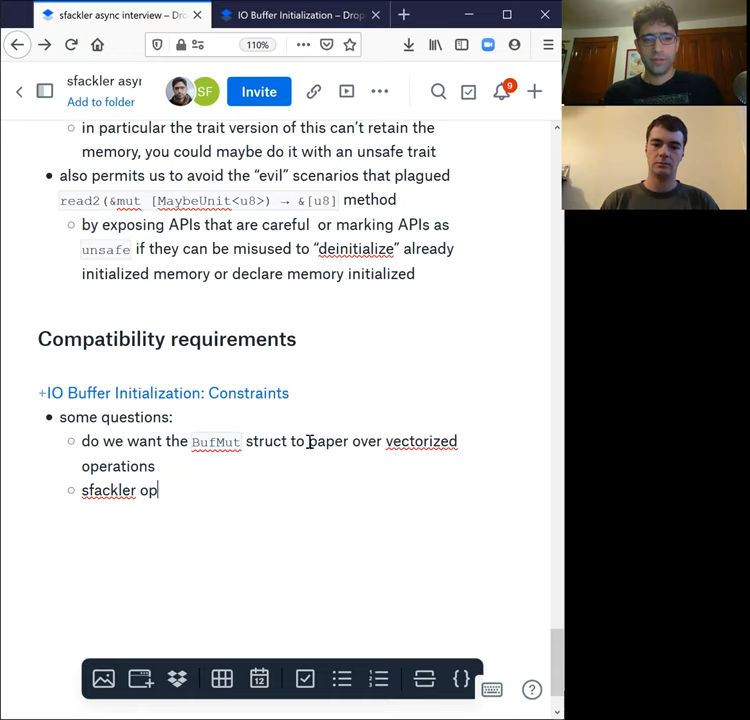 sfackler async interview – Dro
IO Buffer Initialization – Drop
110%
sfackler asyn
Add to folder
SF
Invite
9
in particular the trait version of this can't retain the
memory, you could maybe do it with an unsafe trait
also permits us to avoid the “evil” scenarios that plagued
read2(&mut [MaybeUnit<u8>) → &[u8] method
by exposing APIs that are careful or marking APIs as
unsafe if they can be misused to “deinitialize” already
initialized memory or declare memory initialized
Compatibility requirements
+IO Buffer Initialization: Constraints
some questions:
do we want the BufMut struct to paper over vectorized
operations
sfackler op